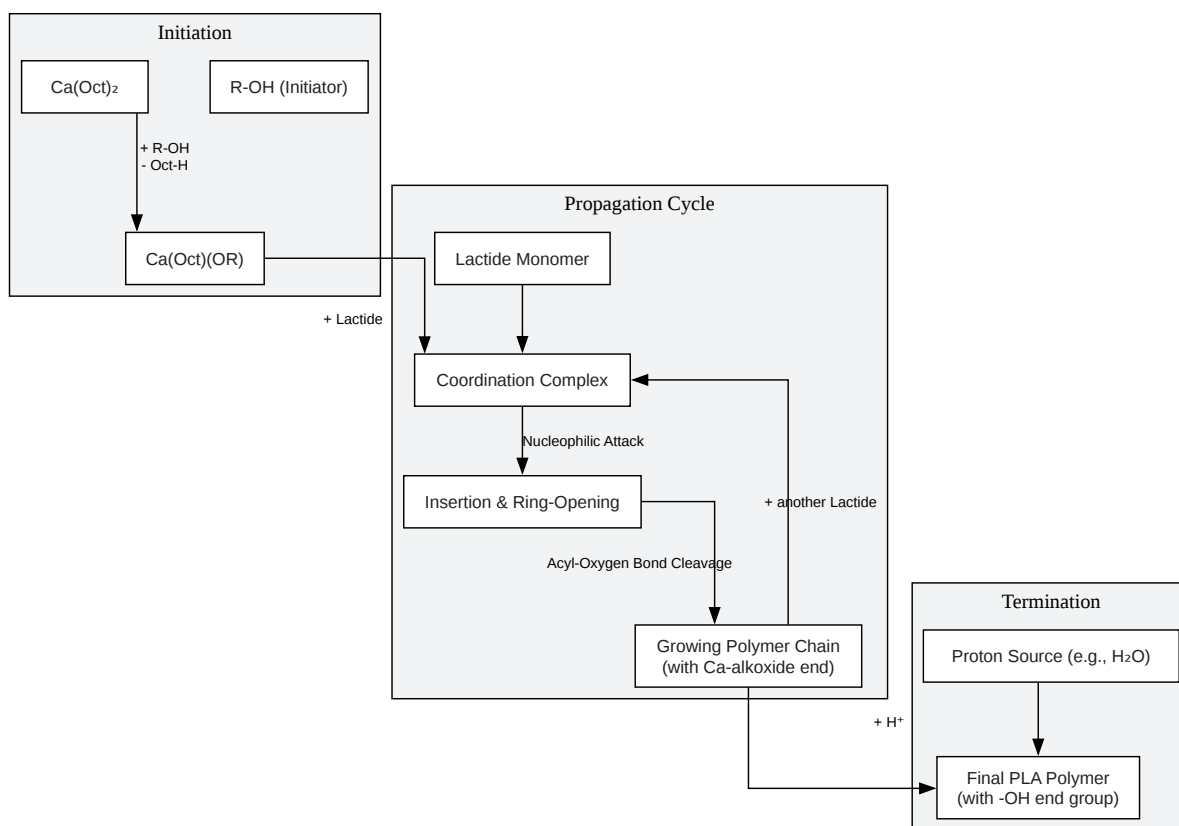 Initiation
Ca(Oct)₂
R-OH (Initiator)
+ R-OH
- Oct-H
Ca(Oct)(OR)
+ Lactide
Propagation Cycle
Lactide Monomer
Coordination Complex
Nucleophilic Attack
Insertion & Ring-Opening
+ another Lactide
Acyl-Oxygen Bond Cleavage
Growing Polymer Chain
(with Ca-alkoxide end)
+ H⁺
Termination
Proton Source (e.g., H₂O)
Final PLA Polymer
(with -OH end group)